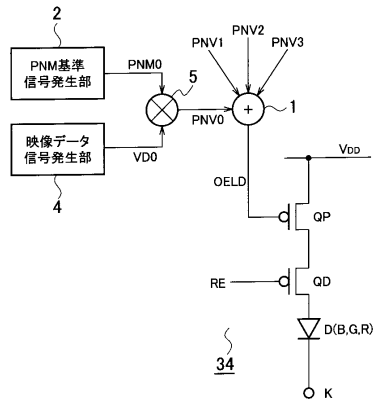 2
PNM基準
信号発生部
PNM0
5
PNV1
PNV2
PNV3
PNV0
+
1
映像データ
信号発生部
VD0
4
OELD
VDD
QP
RE
QD
D(B,G,R)
34
K